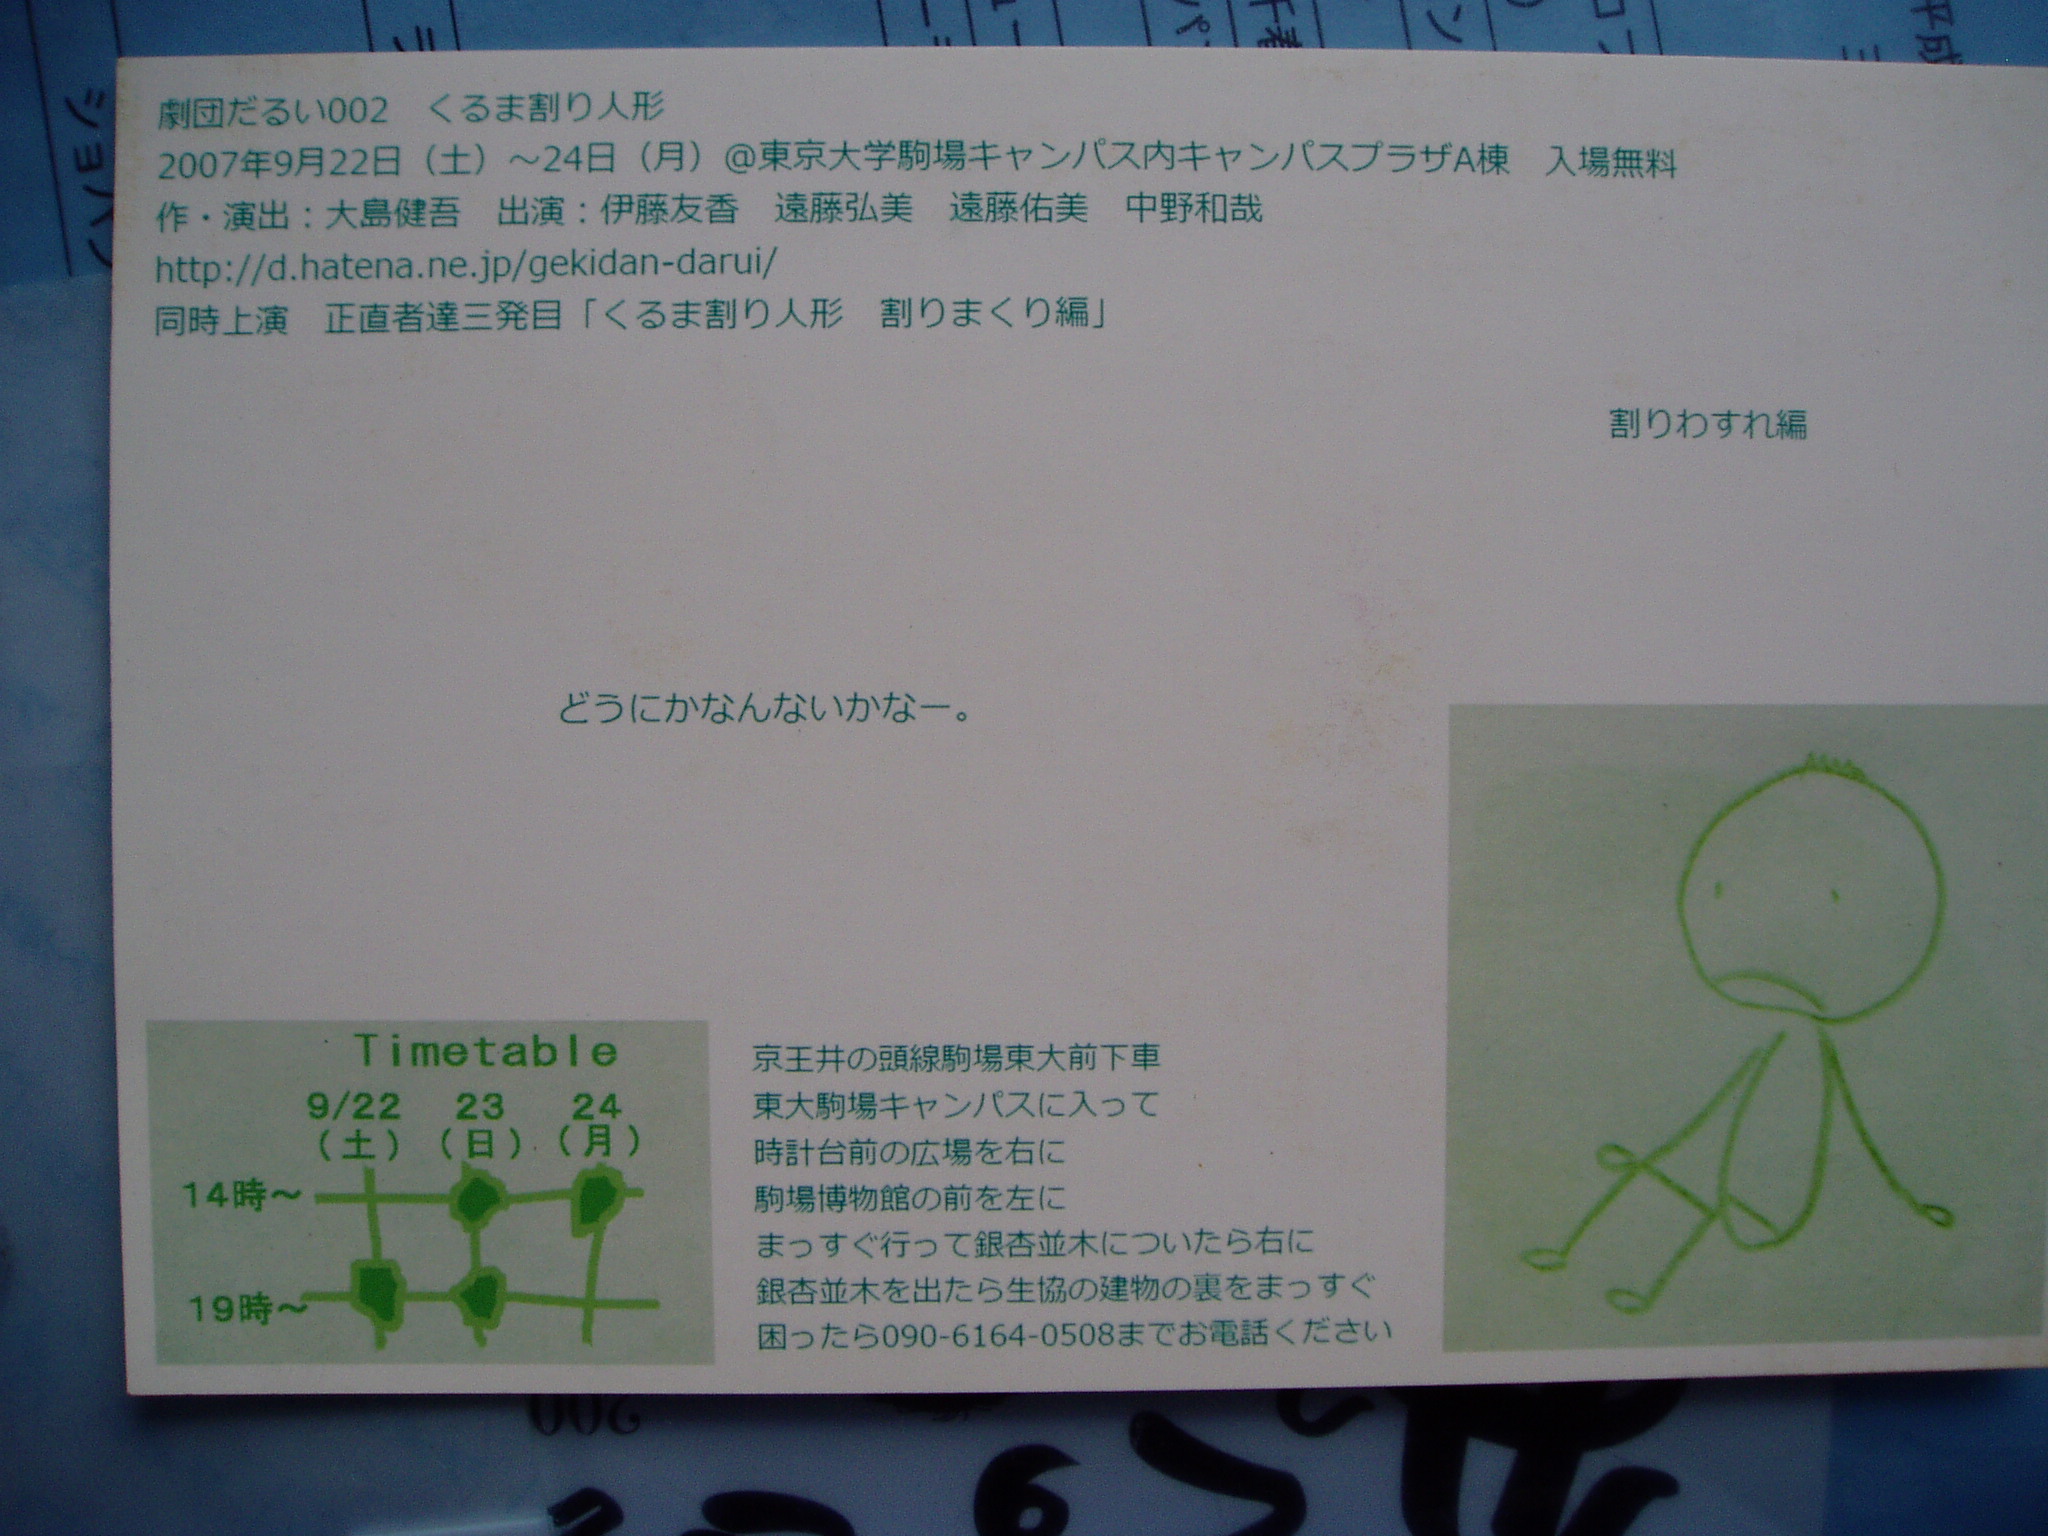 劇団だるい002　くるま割り人形
2007年9月22日（土）～24日（月）@東京大学駒場キャンパス内キャンパスプラザA棟　入場無料
作・演出：大島健吾　出演：伊藤友香　遠藤弘美　遠藤佑美　中野和哉
http://d.hatena.ne.jp/gekidan-darui/
同時上演　正直者達三発目「くるま割り人形　割りまくり編」
割りわすれ編
どうにかなんないかなー。
Timetable
9/22 23 24
（土）（日）（月）
14時～
19時～
京王井の頭線駒場東大前下車
東大駒場キャンパスに入って
時計台前の広場を右に
駒場博物館の前を左に
まっすぐ行って銀杏並木についたら右に
銀杏並木を出たら生協の建物の裏をまっすぐ
困ったら090-6164-0508までお電話ください
平成
ショパン
200